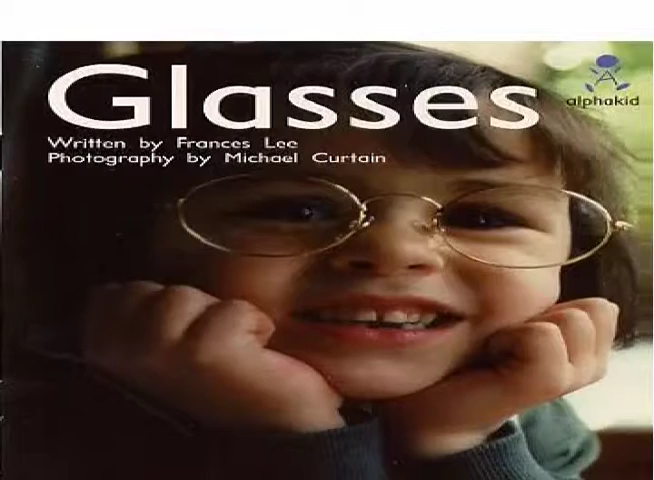 Glasses
alphakid
Written by Frances Lee
Photography by Michael Curtain